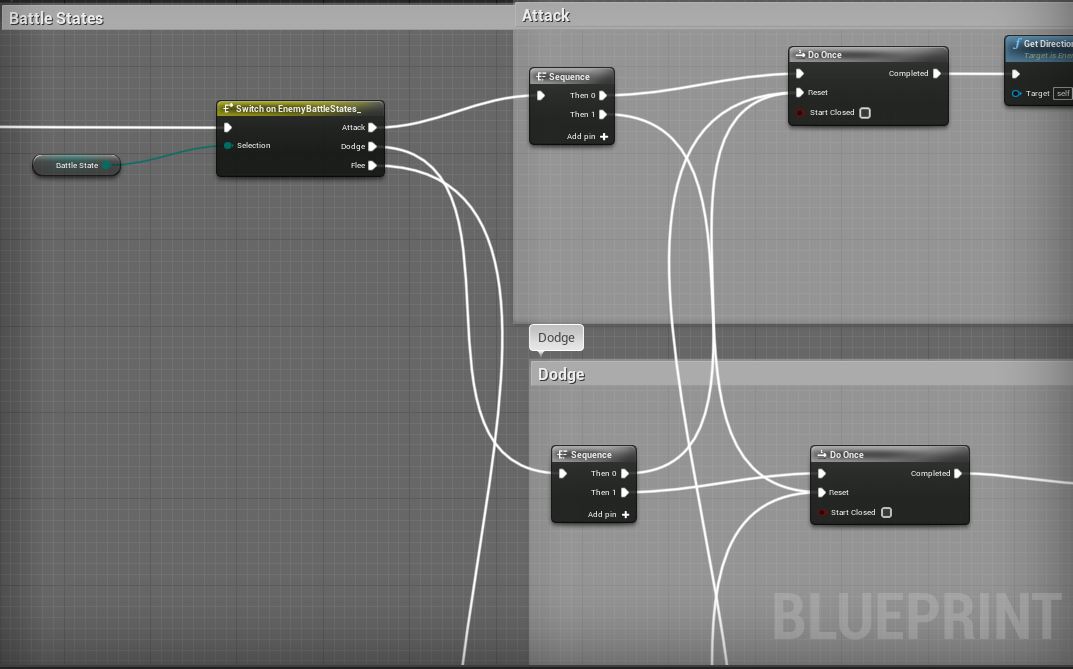 Battle States
Attack
Switch on EnemyBattleStates_
Attack
Selection
Dodge
Flee
Battle State
Sequence
Then 0
Then 1
Add pin
Do Once
Completed
Reset
Start Closed
Get Direction
Target is Ene
Target self
Dodge
Dodge
Sequence
Then 0
Then 1
Add pin
Do Once
Completed
Reset
Start Closed
BLUEPRINT